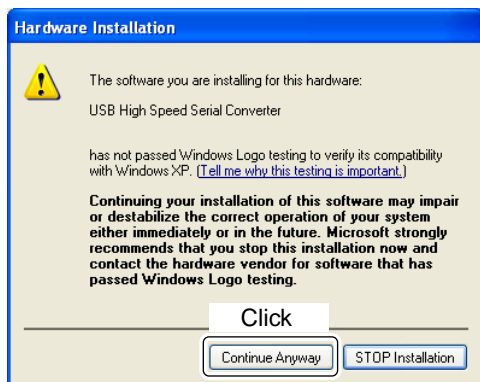 Hardware Installation
The software you are installing for this hardware:
USB High Speed Serial Converter
has not passed Windows Logo testing to verify its compatibility
with Windows XP. (Tell me why this testing is important.)
Continuing your installation of this software may impair
or destabilize the correct operation of your system
either immediately or in the future. Microsoft strongly
recommends that you stop this installation now and
contact the hardware vendor for software that has
passed Windows Logo testing.
Click
Continue Anyway
STOP Installation